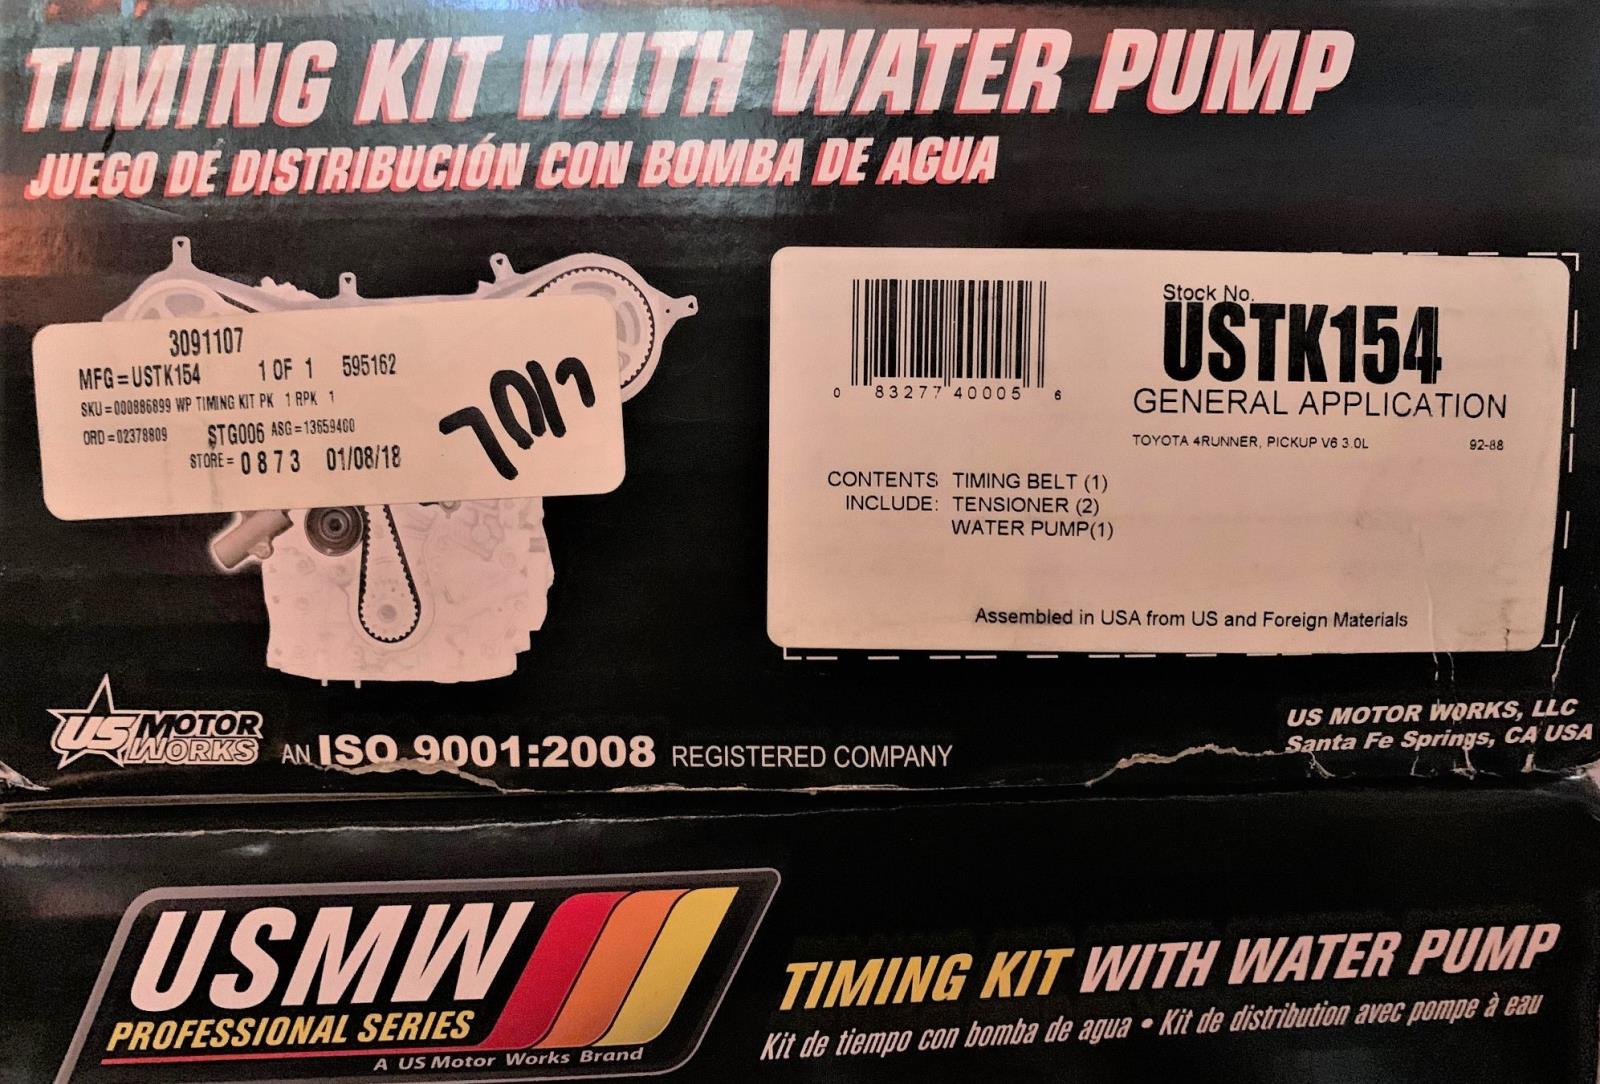 TIMING KIT WITH WATER PUMP
JUEGO DE DISTRIBUCIÓN CON BOMBA DE AGUA
3091107
MFG=USTK154 1 OF 1 595162
SKU=000886899 WP TIMING KIT PK 1 RPK 1
ORD=02378809 STG006 ASG=13659400
STORE= 0873 01/08/18
0 83277 40005 6
Stock No.
USTK154
GENERAL APPLICATION
TOYOTA 4RUNNER, PICKUP V6 3.0L 92-88
CONTENTS TIMING BELT (1)
INCLUDE: TENSIONER (2)
WATER PUMP(1)
Assembled in USA from US and Foreign Materials
US MOTOR WORKS
AN ISO 9001:2008 REGISTERED COMPANY
US MOTOR WORKS, LLC
Santa Fe Springs, CA USA
USMW
PROFESSIONAL SERIES
A US Motor Works Brand
TIMING KIT WITH WATER PUMP
Kit de tiempo con bomba de agua • Kit de distribution avec pompe à eau